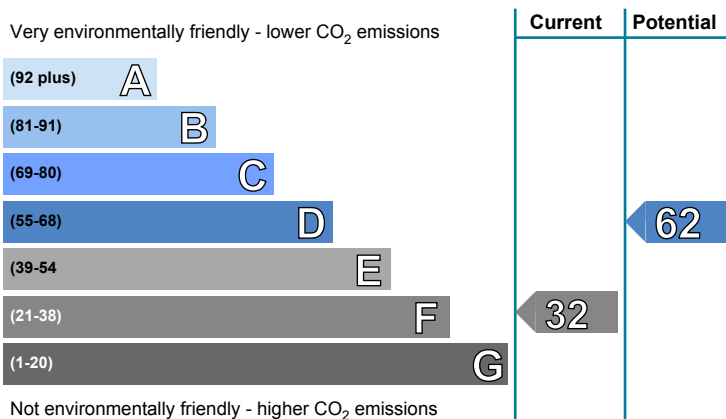 Current Potential
Very environmentally friendly - lower CO2 emissions
(92 plus) A
(81-91) B
(69-80) C
(55-68) D 62
(39-54 E
(21-38) F 32
(1-20) G
Not environmentally friendly - higher CO2 emissions